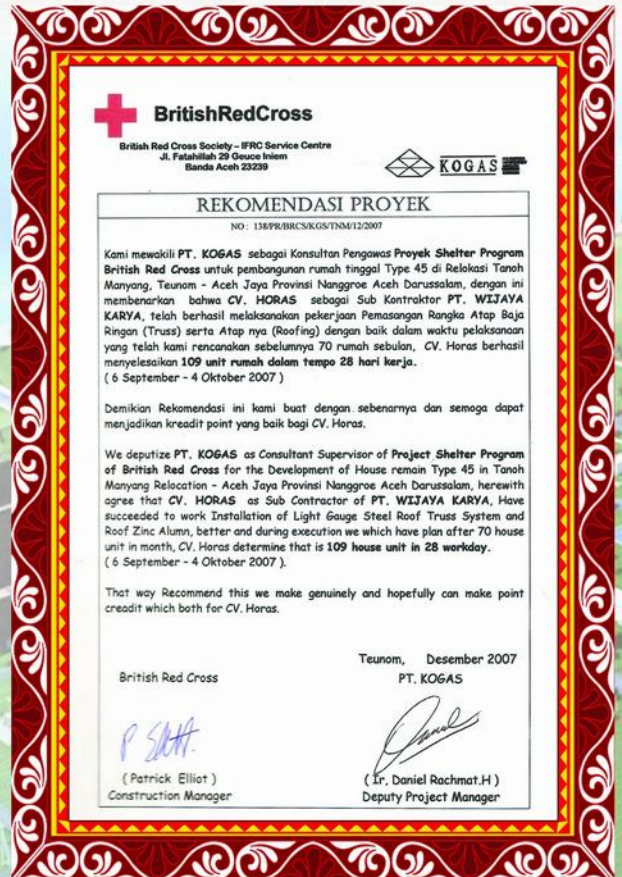 BritishRedCross
British Red Cross Society – IFRC Service Centre
Jl. Fatahillah 29 Geuce Iniem
Banda Aceh 23239
KOGAS
REKOMENDASI PROYEK
NO : 138/PR/BRCS/KGS/TNM/12/2007
Kami mewakili PT. KOGAS sebagai Konsultan Pengawas Proyek Shelter Program
British Red Cross untuk pembangunan rumah tinggal Type 45 di Relokasi Tanoh
Manyang, Teunom - Aceh Jaya Provinsi Nanggroe Aceh Darussalam, dengan ini
membenarkan bahwa CV. HORAS sebagai Sub Kontraktor PT. WIJAYA
KARYA, telah berhasil melaksanakan pekerjaan Pemasangan Rangka Atap Baja
Ringan (Truss) serta Atap nya (Roofing) dengan baik dalam waktu pelaksanaan
yang telah kami rencanakan sebelumnya 70 rumah sebulan, CV. Horas berhasil
menyelesaikan 109 unit rumah dalam tempo 28 hari kerja.
( 6 September - 4 Oktober 2007 )
Demikian Rekomendasi ini kami buat dengan sebenarnya dan semoga dapat
menjadikan kreadit point yang baik bagi CV. Horas.
We deputize PT. KOGAS as Consultant Supervisor of Project Shelter Program
of British Red Cross for the Development of House remain Type 45 in Tanoh
Manyang Relocation - Aceh Jaya Provinsi Nanggroe Aceh Darussalam, herewith
agree that CV. HORAS as Sub Contractor of PT. WIJAYA KARYA, Have
succeeded to work Installation of Light Gauge Steel Roof Truss System and
Roof Zinc Alumn, better and during execution we which have plan after 70 house
unit in month, CV. Horas determine that is 109 house unit in 28 workday.
( 6 September - 4 Oktober 2007 ).
That way Recommend this we make genuinely and hopefully can make point
creadit which both for CV. Horas.
Teunom, Desember 2007
British Red Cross PT. KOGAS
( Patrick Elliot ) ( Ir, Daniel Rachmat.H )
Construction Manager Deputy Project Manager